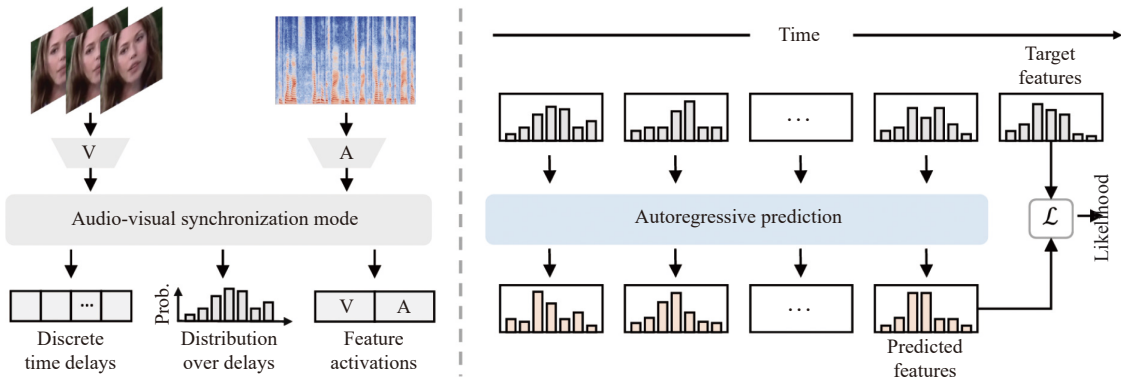 V
A
Audio-visual synchronization mode
...
Prob.
V
A
Discrete
time delays
Distribution
over delays
Feature
activations
Time
Target
features
...
Autoregressive prediction
ℒ
Likelihood
...
Predicted
features